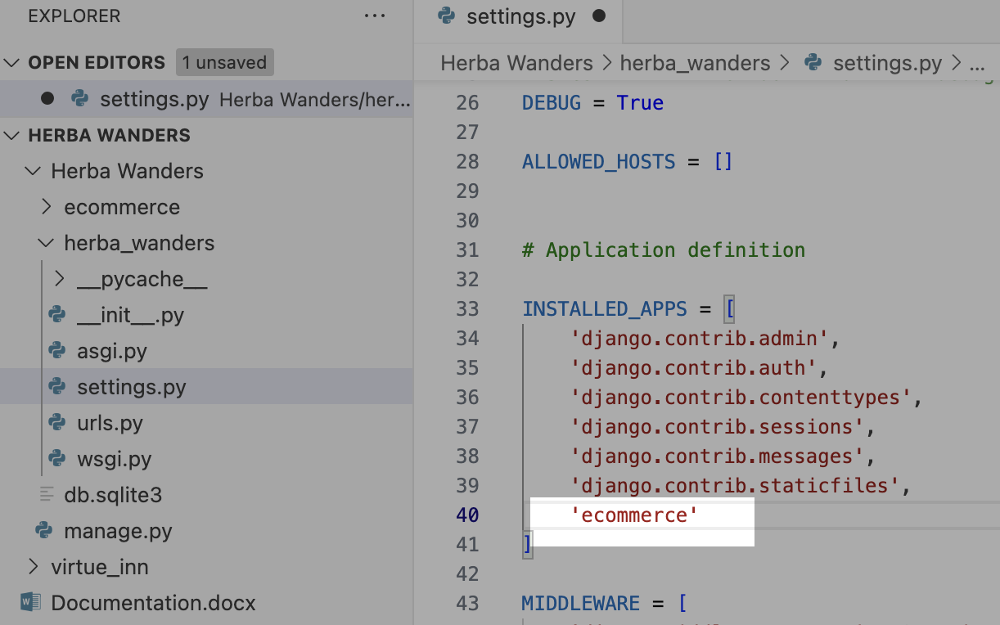 EXPLORER ...
OPEN EDITORS 1 unsaved
settings.py Herba Wanders/her...
HERBA WANDERS
Herba Wanders
ecommerce
herba_wanders
__pycache__
__init__.py
asgi.py
settings.py
urls.py
wsgi.py
db.sqlite3
manage.py
virtue_inn
Documentation.docx
settings.py
Herba Wanders > herba_wanders > settings.py > ...
26 DEBUG = True
27
28 ALLOWED_HOSTS = []
29
30
31 # Application definition
32
33 INSTALLED_APPS = [
34 'django.contrib.admin',
35 'django.contrib.auth',
36 'django.contrib.contenttypes',
37 'django.contrib.sessions',
38 'django.contrib.messages',
39 'django.contrib.staticfiles',
40 'ecommerce'
41 ]
42
43 MIDDLEWARE = [